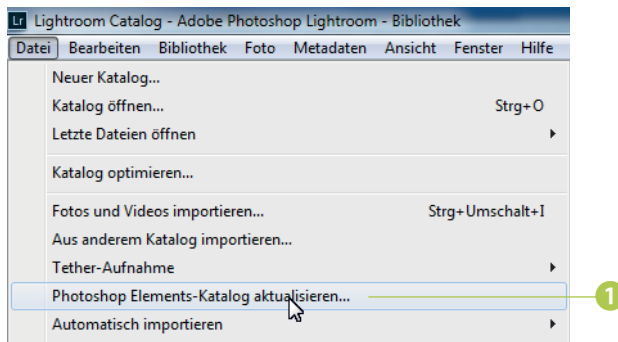 Lr Lightroom Catalog - Adobe Photoshop Lightroom - Bibliothek
Datei Bearbeiten Bibliothek Foto Metadaten Ansicht Fenster Hilfe
Neuer Katalog...
Katalog öffnen... Strg+O
Letzte Dateien öffnen
Katalog optimieren...
Fotos und Videos importieren... Strg+Umschalt+I
Aus anderem Katalog importieren...
Tether-Aufnahme
Photoshop Elements-Katalog aktualisieren... 1
Automatisch importieren